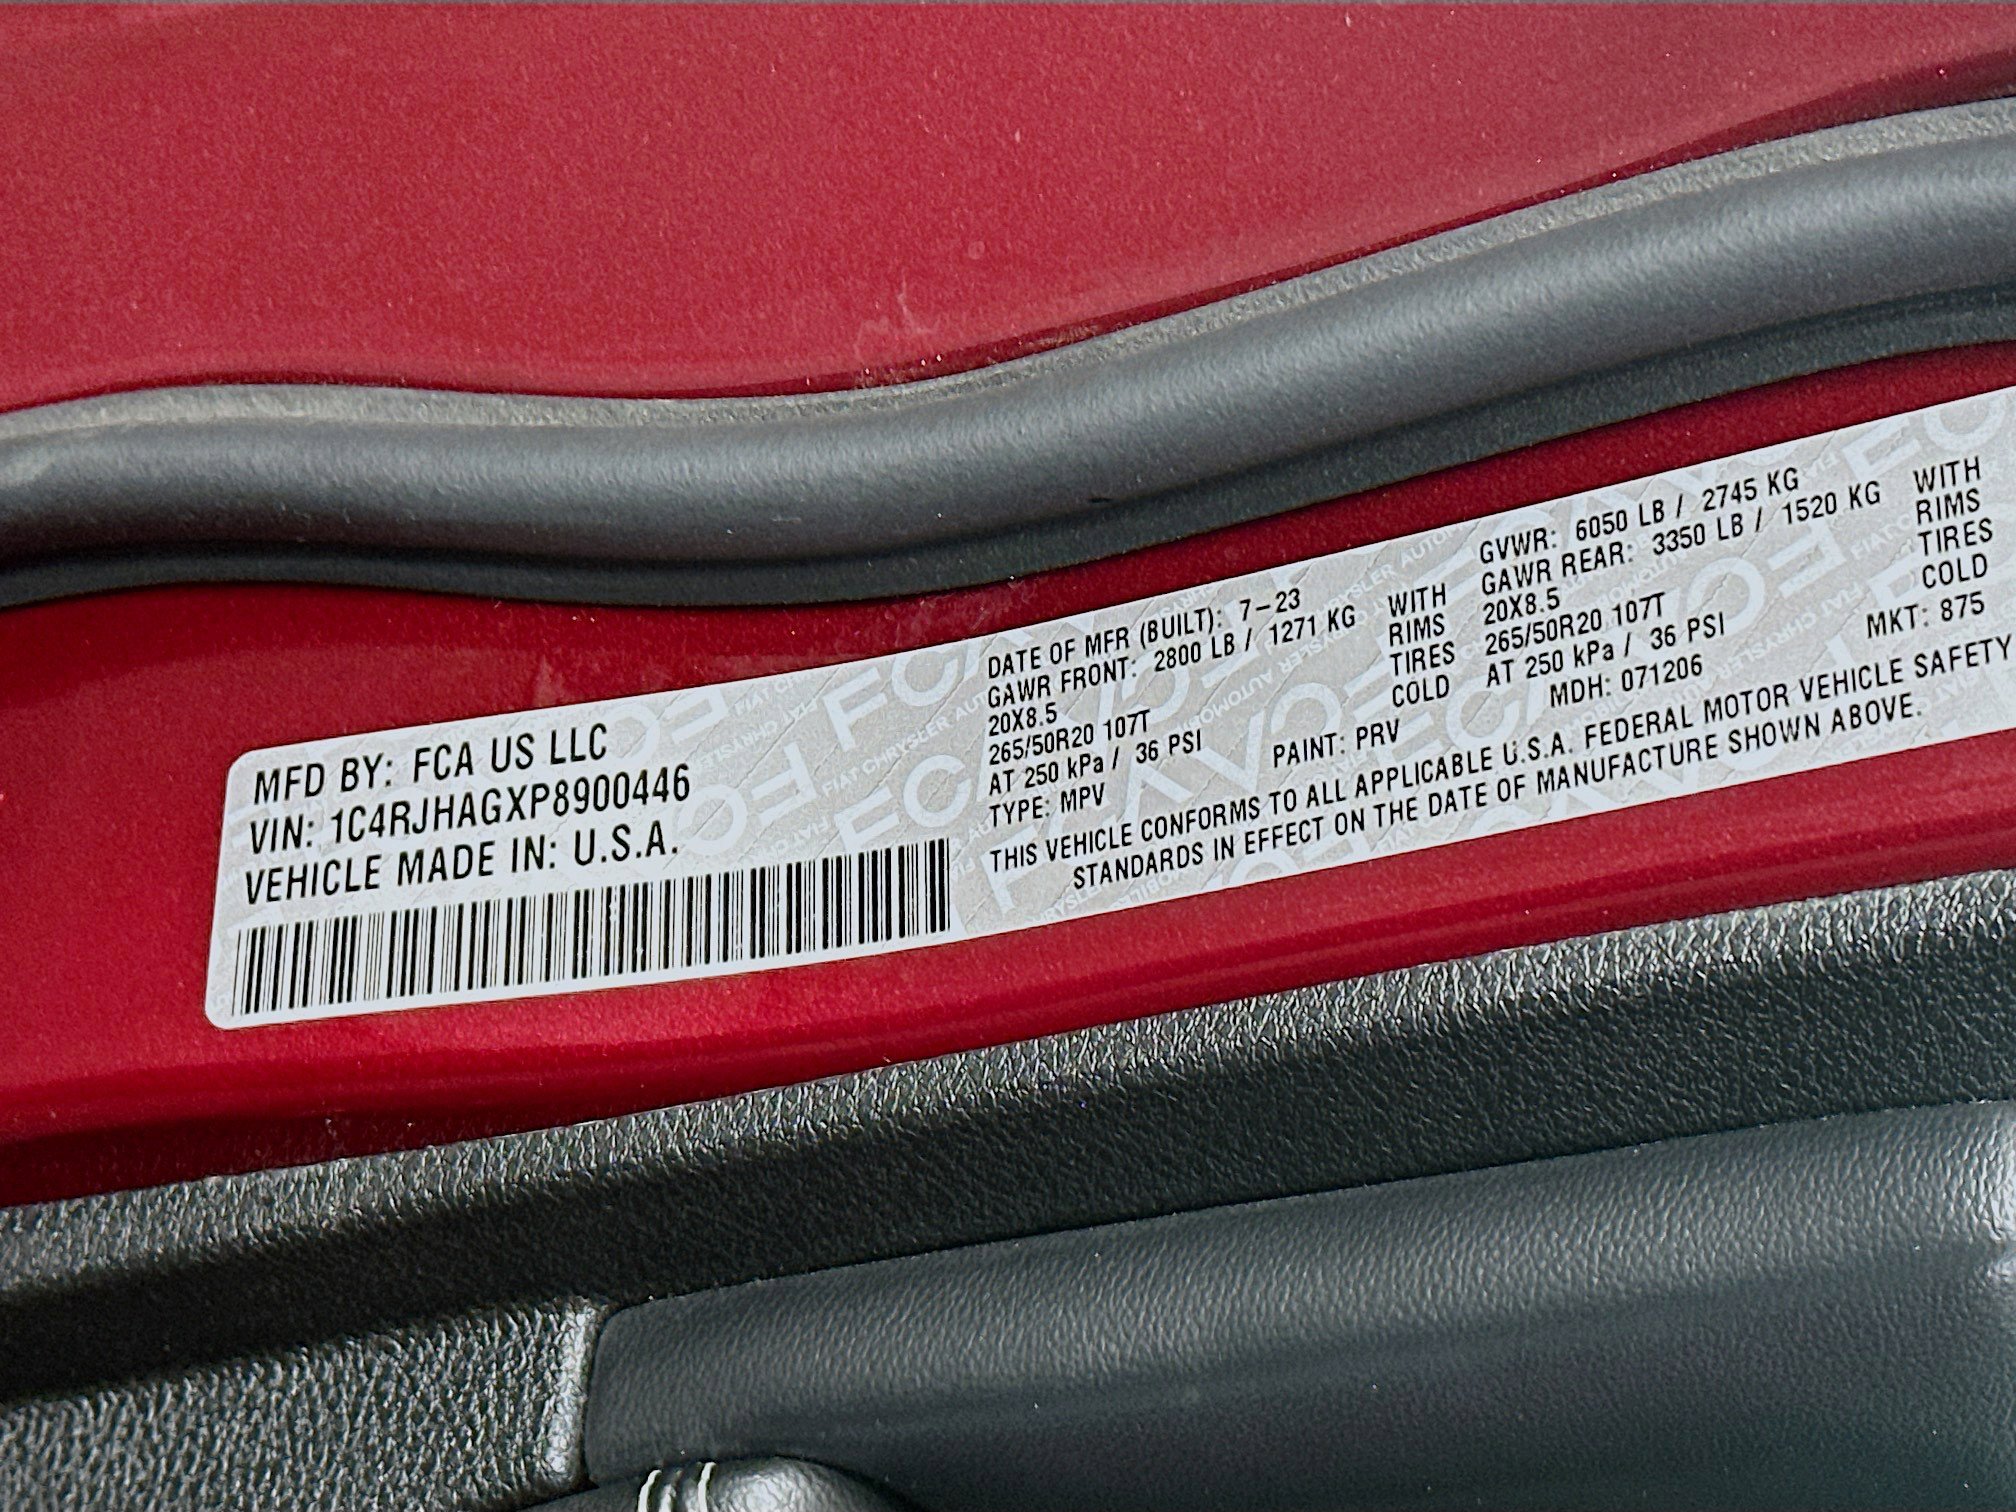 MFD BY: FCA US LLC
VIN: 1C4RJHAGXP8900446
VEHICLE MADE IN: U.S.A.
DATE OF MFR (BUILT): 7-23 GVWR: 6050 LB / 2745 KG
GAWR FRONT: 2800 LB / 1271 KG WITH GAWR REAR: 3350 LB / 1520 KG WITH
20X8.5 RIMS 20X8.5 RIMS
265/50R20 107T TIRES 265/50R20 107T TIRES
AT 250 kPa / 36 PSI COLD AT 250 kPa / 36 PSI COLD
TYPE: MPV PAINT: PRV MDH: 071206 MKT: 875
THIS VEHICLE CONFORMS TO ALL APPLICABLE U.S.A. FEDERAL MOTOR VEHICLE SAFETY
STANDARDS IN EFFECT ON THE DATE OF MANUFACTURE SHOWN ABOVE.